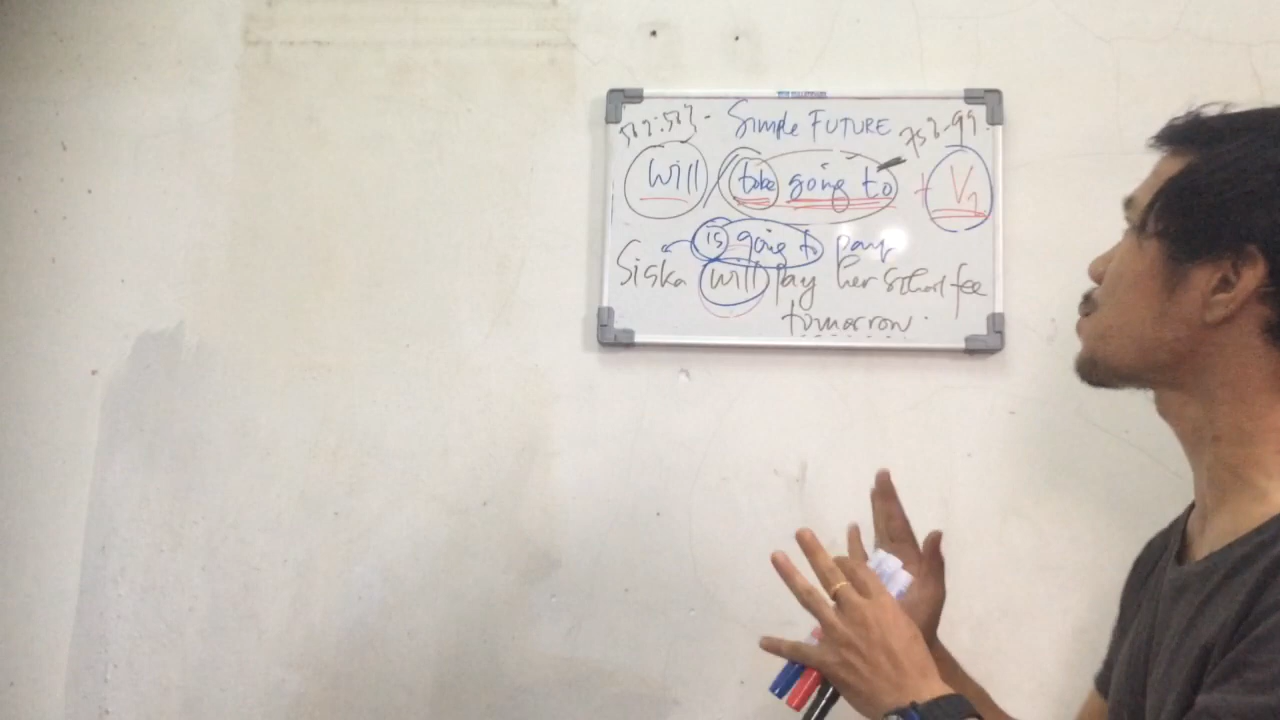 Simple FUTURE
Will / tobe going to + V1
is going to pay
Siska will pay her School fee
tomorrow.